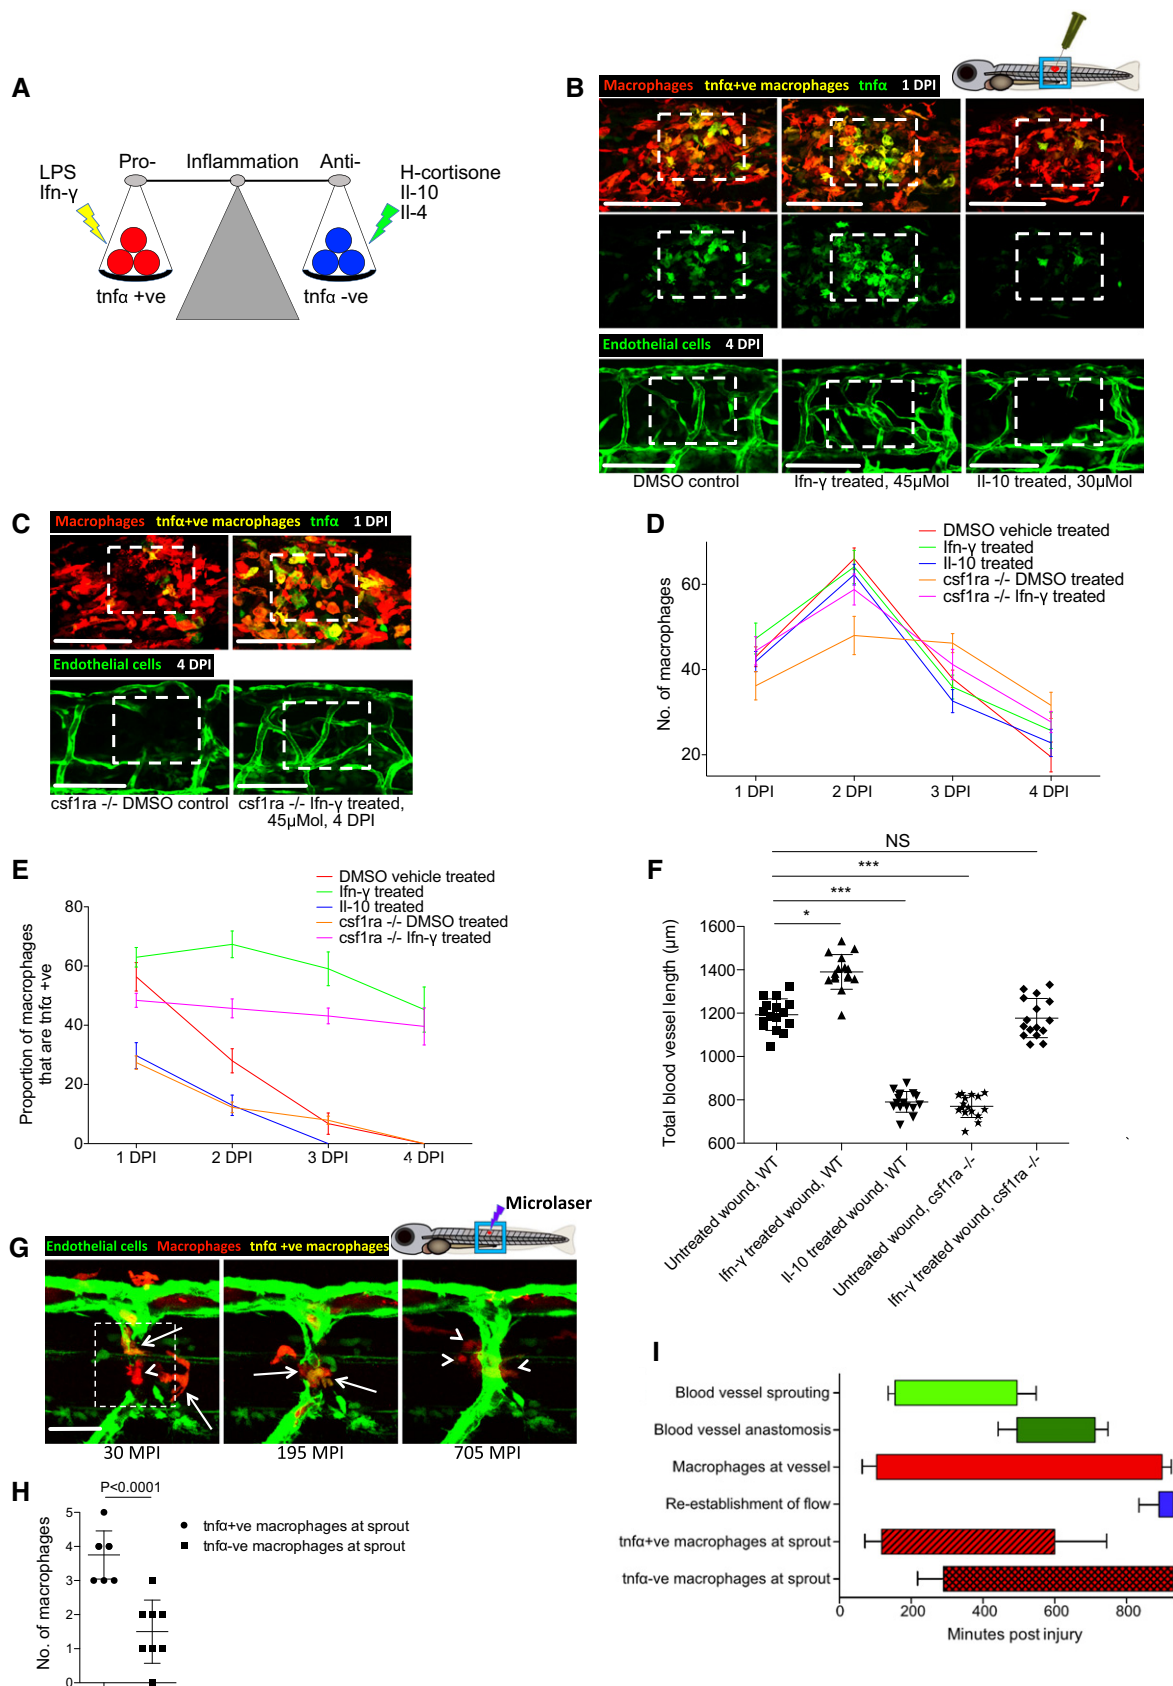 A
Pro-
Inflammation
Anti-
LPS
Ifn-γ
H-cortisone
Il-10
Il-4
tnfα +ve
tnfα -ve
B
Macrophages tnfα+ve macrophages tnfα 1 DPI
Endothelial cells 4 DPI
DMSO control
Ifn-γ treated, 45µMol
Il-10 treated, 30µMol
C
Macrophages tnfα+ve macrophages tnfα 1 DPI
Endothelial cells 4 DPI
csf1ra -/- DMSO control
csf1ra -/- Ifn-γ treated,
45µMol, 4 DPI
D
DMSO vehicle treated
Ifn-γ treated
Il-10 treated
csf1ra -/- DMSO treated
csf1ra -/- Ifn-γ treated
No. of macrophages
60
40
20
1 DPI
2 DPI
3 DPI
4 DPI
E
DMSO vehicle treated
Ifn-γ treated
Il-10 treated
csf1ra -/- DMSO treated
csf1ra -/- Ifn-γ treated
Proportion of macrophages
that are tnfα +ve
80
60
40
20
0
1 DPI
2 DPI
3 DPI
4 DPI
F
NS
***
***
*
Total blood vessel length (µm)
1600
1400
1200
1000
800
600
Untreated wound, WT
Ifn-γ treated wound, WT
Il-10 treated wound, WT
Untreated wound, csf1ra -/-
Ifn-γ treated wound, csf1ra -/-
G
Microlaser
Endothelial cells Macrophages tnfα +ve macrophages
30 MPI
195 MPI
705 MPI
H
P<0.0001
No. of macrophages
5
4
3
2
1
0
tnfα+ve macrophages at sprout
tnfα-ve macrophages at sprout
I
Blood vessel sprouting
Blood vessel anastomosis
Macrophages at vessel
Re-establishment of flow
tnfα+ve macrophages at sprout
tnfα-ve macrophages at sprout
0
200
400
600
800
Minutes post injury